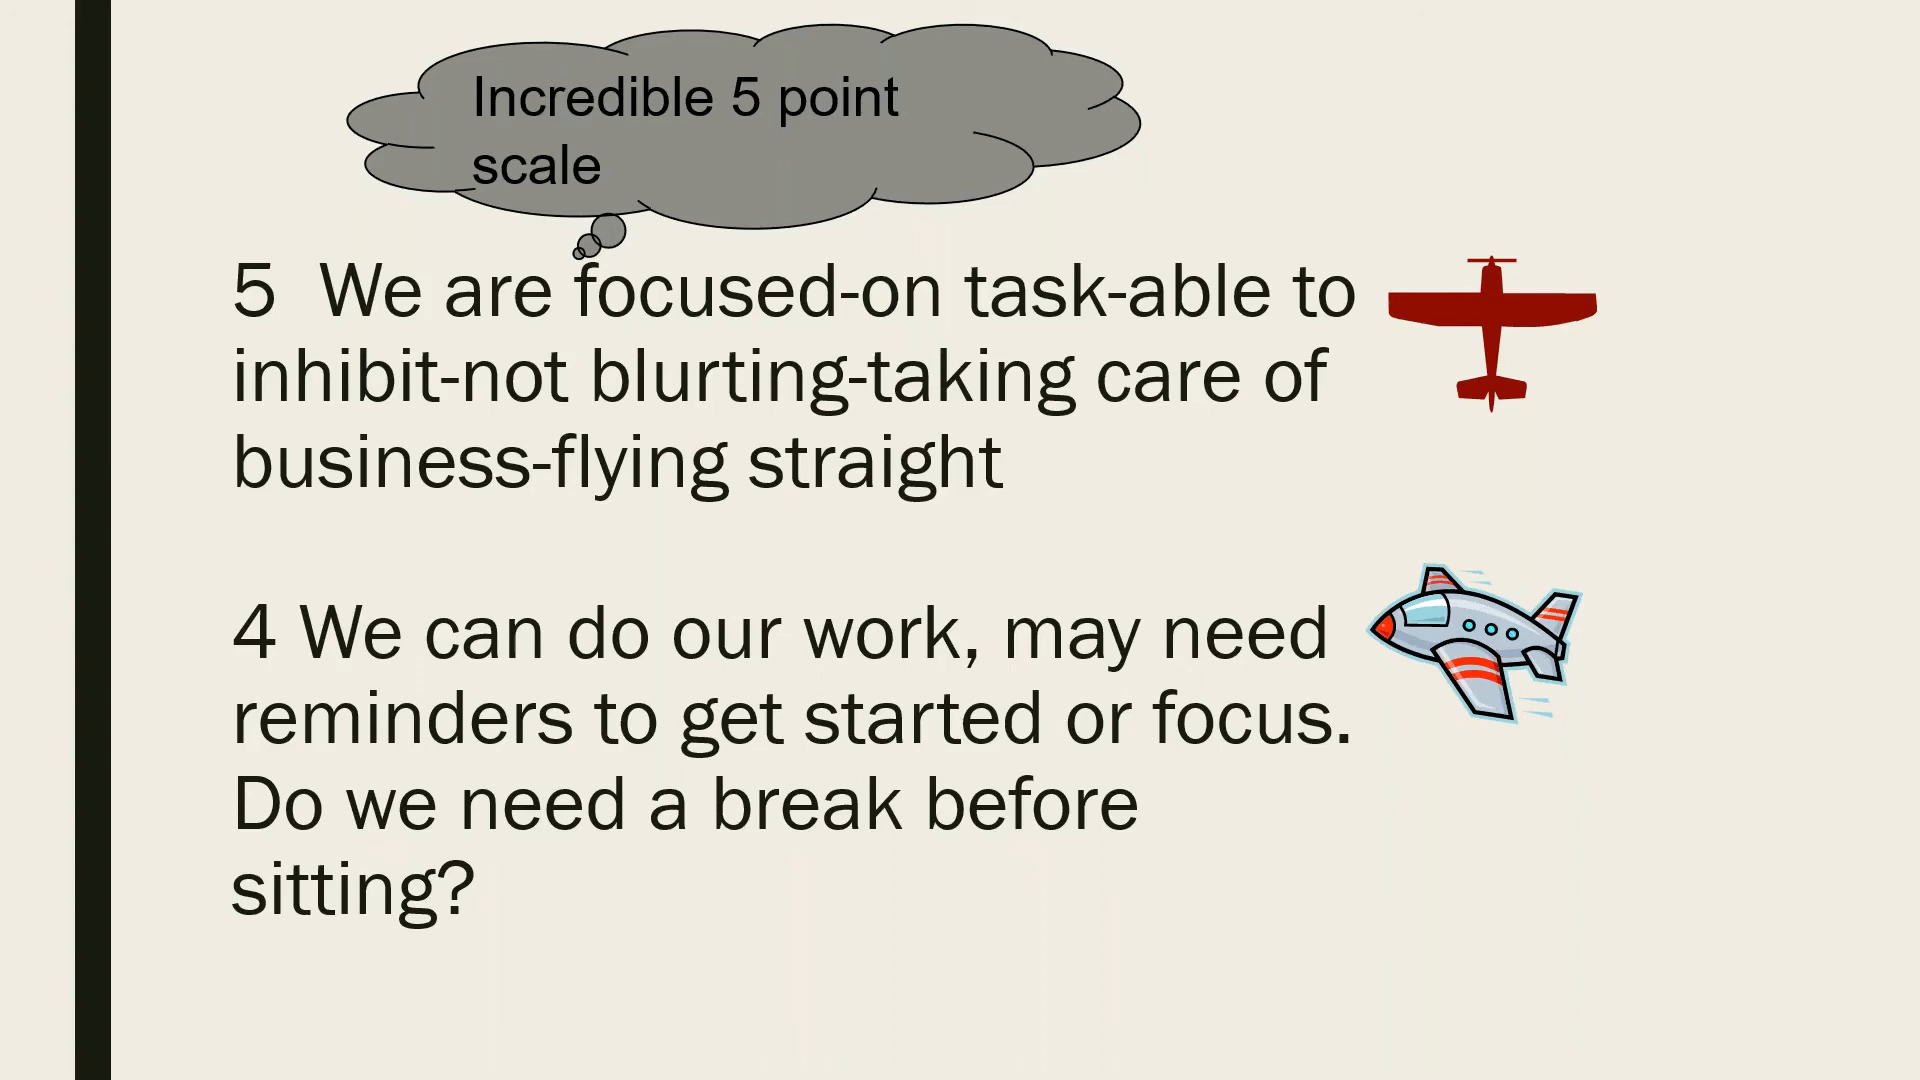 Incredible 5 point
scale
5  We are focused-on task-able to
inhibit-not blurting-taking care of
business-flying straight
4 We can do our work, may need
reminders to get started or focus.
Do we need a break before
sitting?